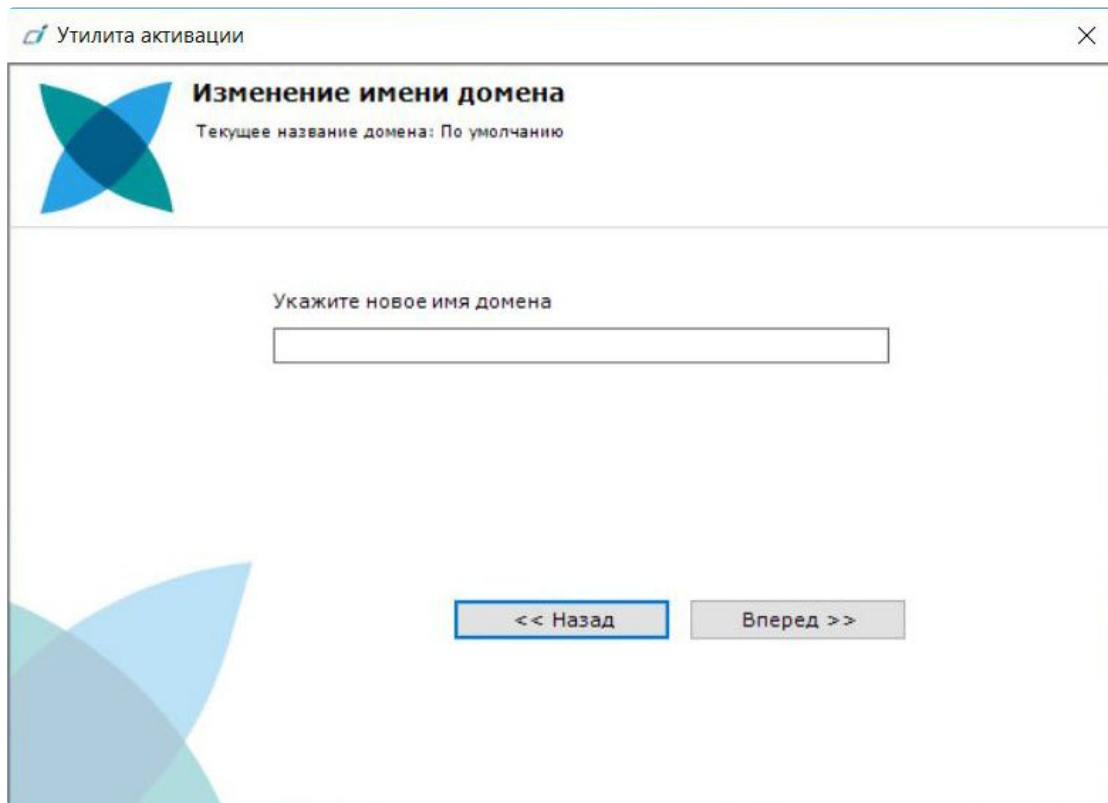 Утилита активации
Изменение имени домена
Текущее название домена: По умолчанию
Укажите новое имя домена
<< Назад
Вперед >>